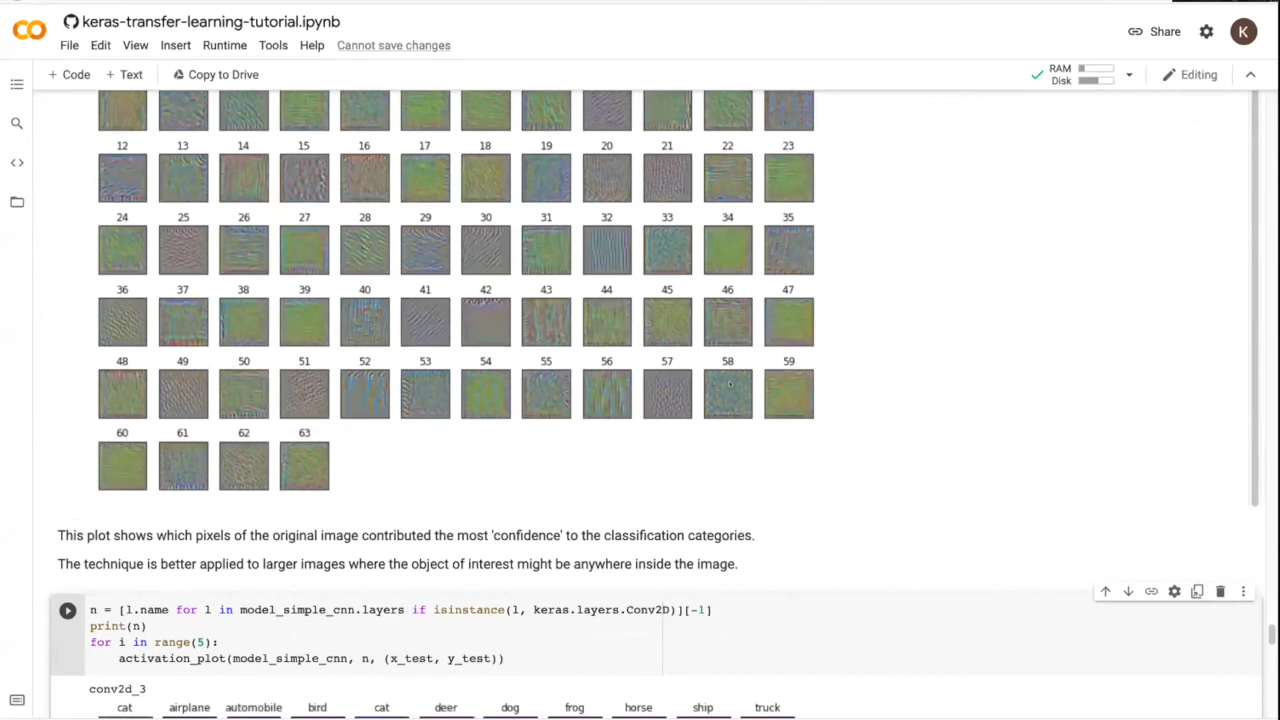 keras-transfer-learning-tutorial.ipynb
Share
K
File Edit View Insert Runtime Tools Help Cannot save changes
+ Code + Text Copy to Drive
RAM
Disk
Editing
12 13 14 15 16 17 18 19 20 21 22 23
24 25 26 27 28 29 30 31 32 33 34 35
36 37 38 39 40 41 42 43 44 45 46 47
48 49 50 51 52 53 54 55 56 57 58 59
60 61 62 63
This plot shows which pixels of the original image contributed the most 'confidence' to the classification categories.
The technique is better applied to larger images where the object of interest might be anywhere inside the image.
n = [l.name for l in model_simple_cnn.layers if isinstance(l, keras.layers.Conv2D)][-1]
print(n)
for i in range(5):
    activation_plot(model_simple_cnn, n, (x_test, y_test))
conv2d_3
cat airplane automobile bird cat deer dog frog horse ship truck